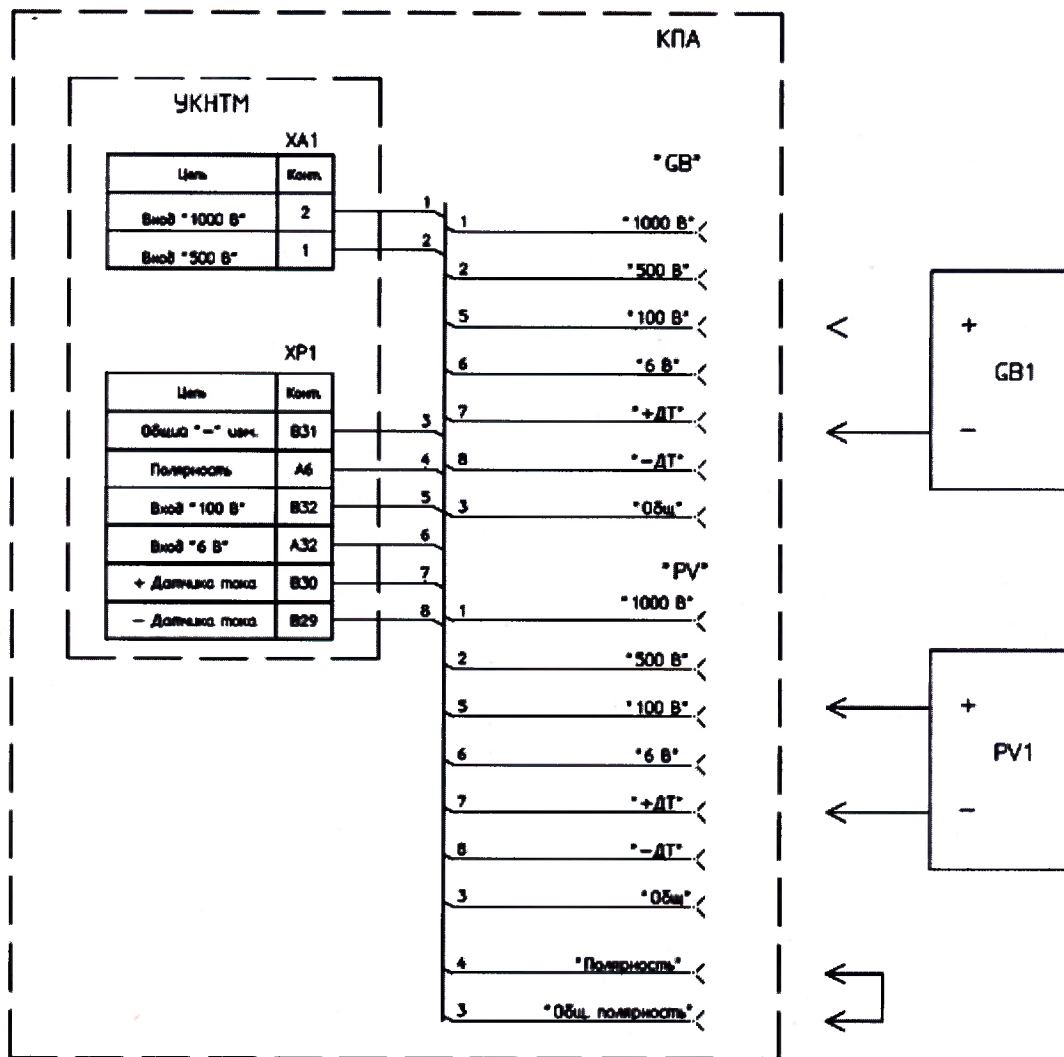 КПА
УКНТМ
XA1
Цепь Конт.
Вход "1000 В" 2
Вход "500 В" 1
XP1
Цепь Конт.
Общий "−" изм. B31
Полярность A6
Вход "100 В" B32
Вход "6 В" A32
+ Датчика тока B30
− Датчика тока B29
1
2
3
4
5
6
7
8
"GB"
1 "1000 В"
2 "500 В"
5 "100 В"
6 "6 В"
7 "+ДТ"
8 "−ДТ"
3 "Общ"
"PV"
1 "1000 В"
2 "500 В"
5 "100 В"
6 "6 В"
7 "+ДТ"
8 "−ДТ"
3 "Общ"
4 "Полярность"
3 "Общ. полярность"
+
GB1
−
+
PV1
−